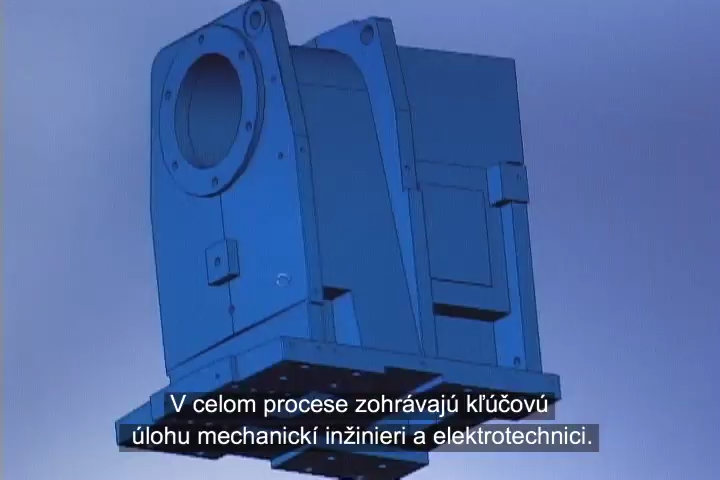 V celom procese zohrávajú kľúčovú
úlohu mechanickí inžinieri a elektrotechnici.